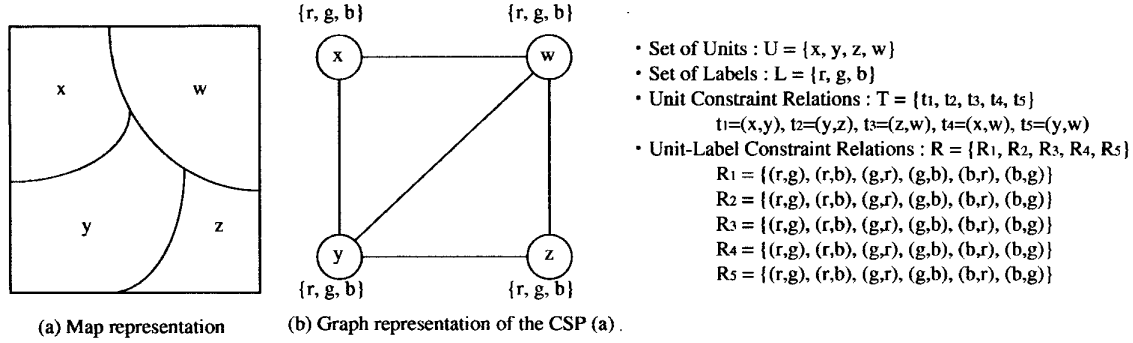 x
w
y
z
(a) Map representation
{r, g, b}
{r, g, b}
x
w
y
z
{r, g, b}
{r, g, b}
(b) Graph representation of the CSP (a) .
• Set of Units : U = {x, y, z, w}
• Set of Labels : L = {r, g, b}
• Unit Constraint Relations : T = {t1, t2, t3, t4, t5}
t1=(x,y), t2=(y,z), t3=(z,w), t4=(x,w), t5=(y,w)
• Unit-Label Constraint Relations : R = {R1, R2, R3, R4, R5}
R1 = {(r,g), (r,b), (g,r), (g,b), (b,r), (b,g)}
R2 = {(r,g), (r,b), (g,r), (g,b), (b,r), (b,g)}
R3 = {(r,g), (r,b), (g,r), (g,b), (b,r), (b,g)}
R4 = {(r,g), (r,b), (g,r), (g,b), (b,r), (b,g)}
R5 = {(r,g), (r,b), (g,r), (g,b), (b,r), (b,g)}